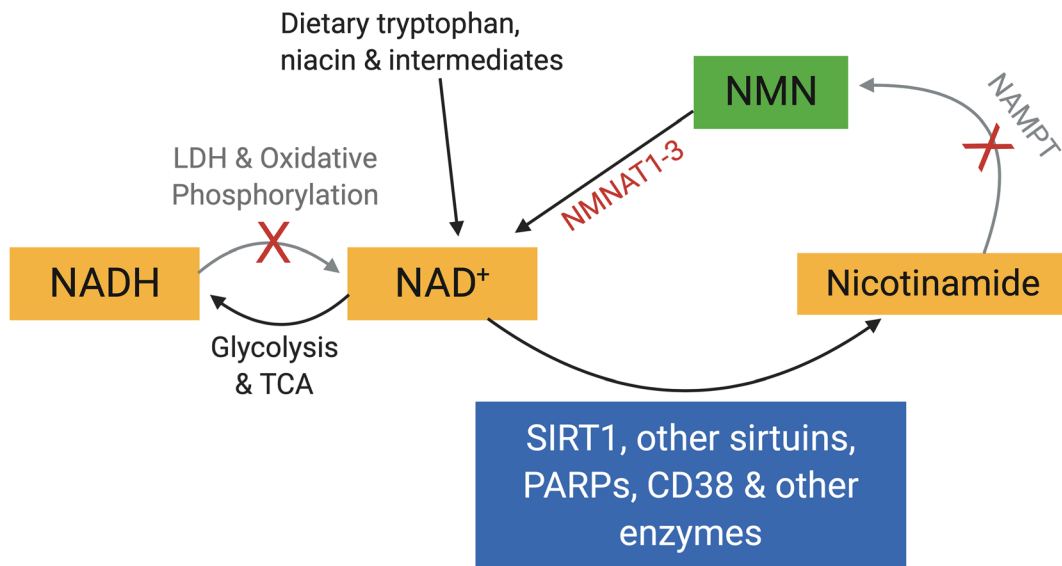 Dietary tryptophan,
niacin & intermediates
NMN
NAMPT
LDH & Oxidative
Phosphorylation
NMNAT1-3
NADH
NAD⁺
Nicotinamide
Glycolysis
& TCA
SIRT1, other sirtuins,
PARPs, CD38 & other
enzymes